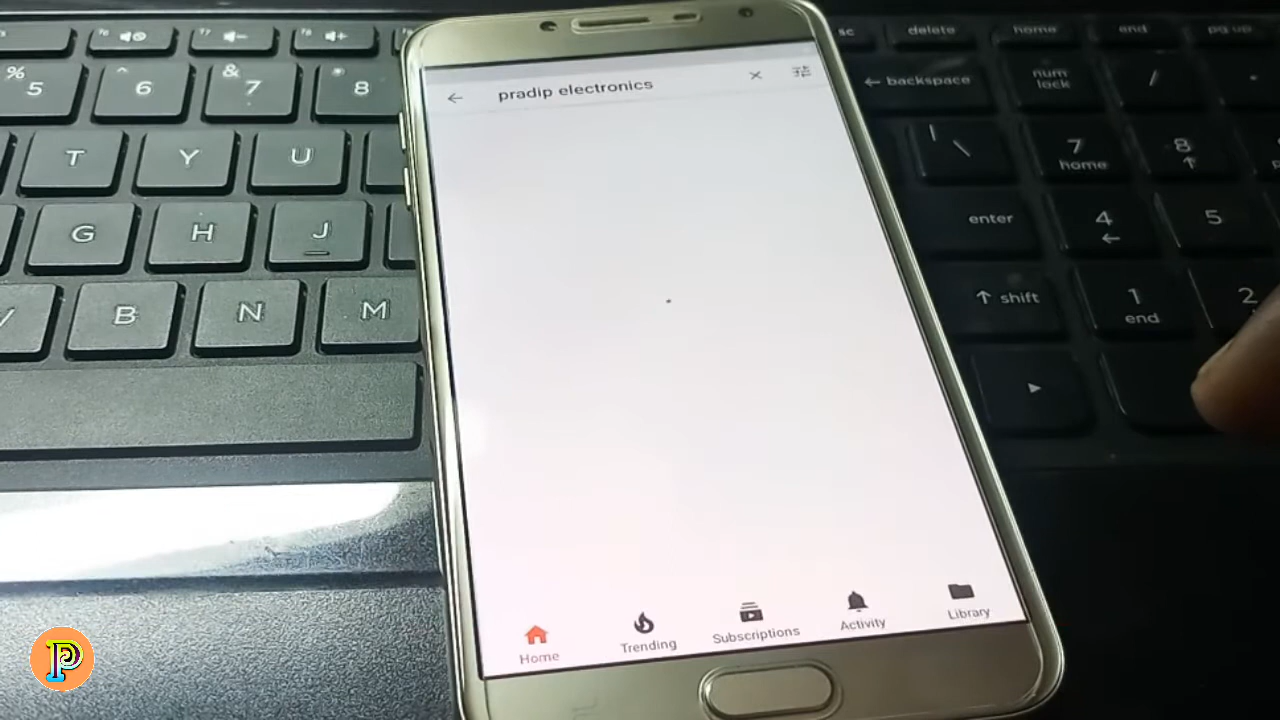 pradip electronics
Home
Trending
Subscriptions
Activity
Library
% 5
^ 6
& 7
* 8
T
Y
U
G
H
J
B
N
M
sc
delete
home
end
pg up
← backspace
num lock
/
\
7 home
8 ↑
enter
4 ←
5
↑ shift
1 end
2
P